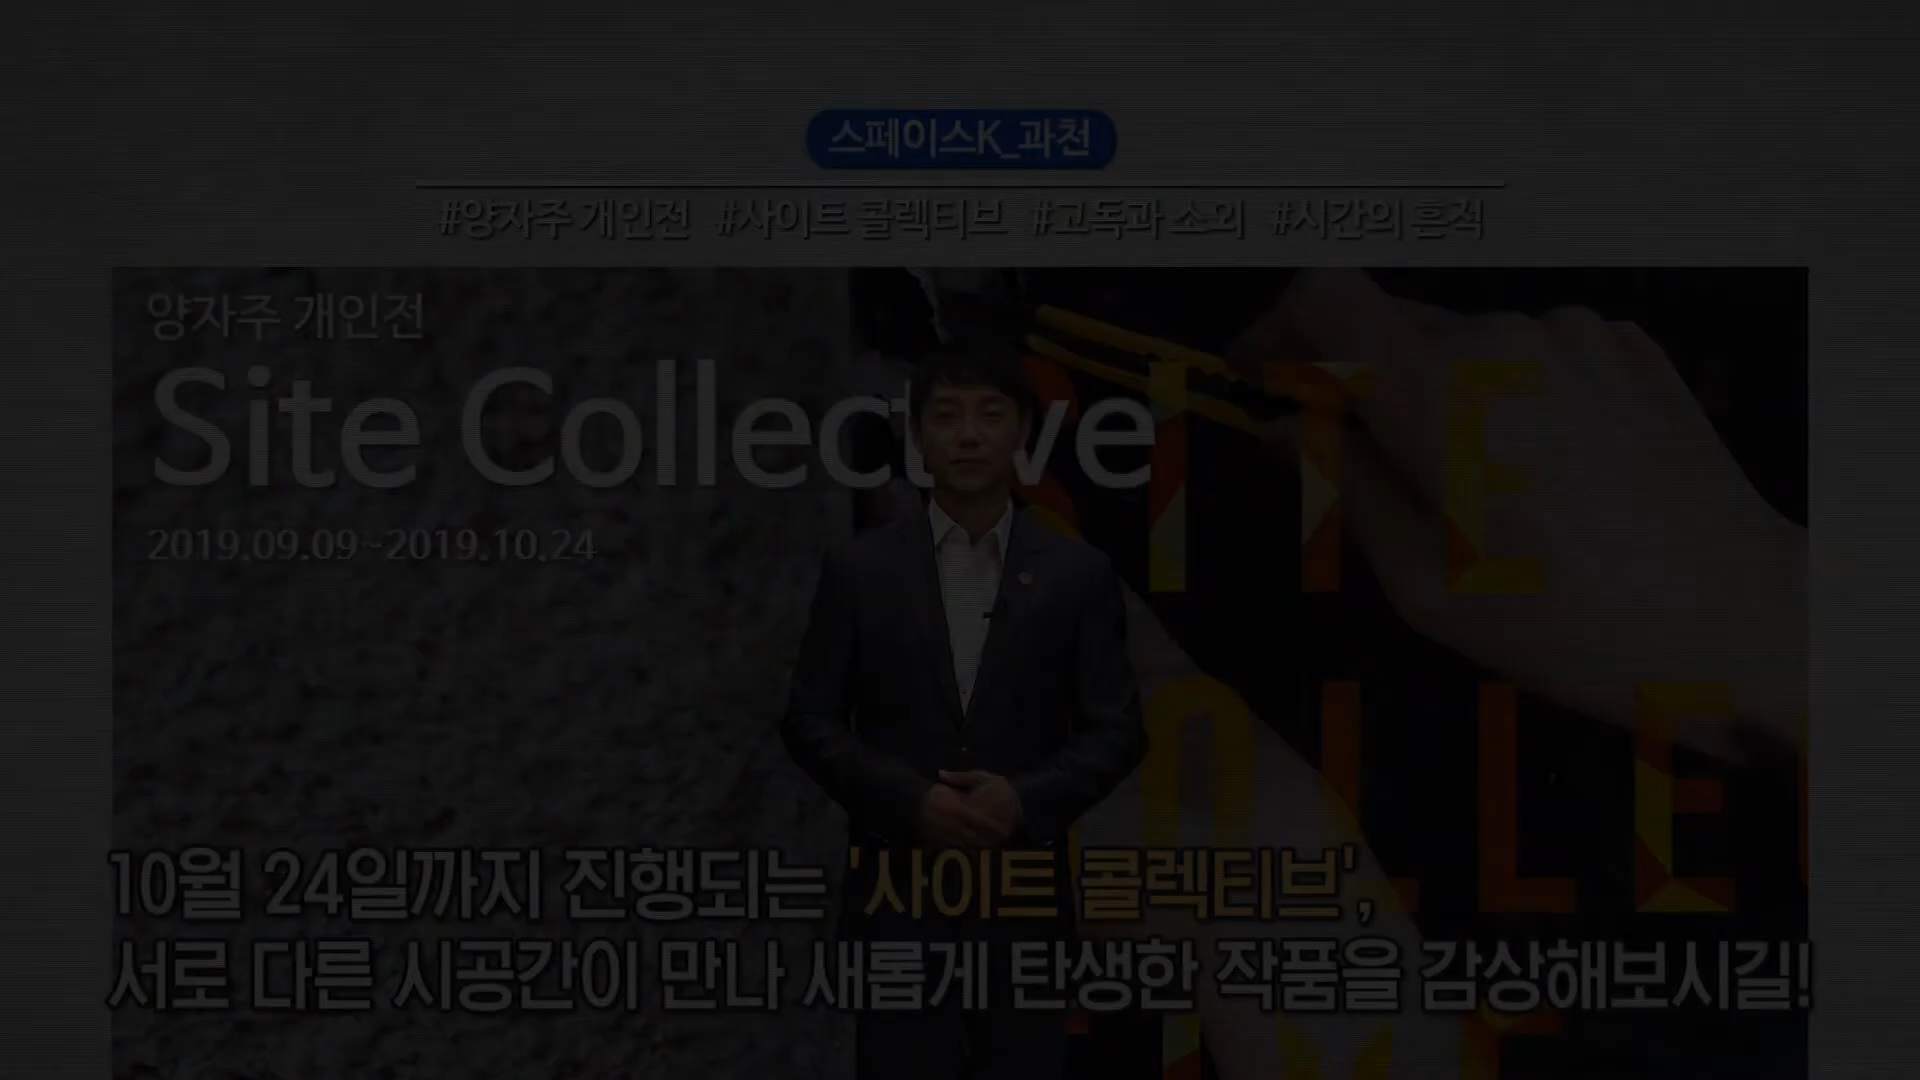 스페이스K_과천
#양자주 개인전 #사이트 콜렉티브 #고독과 소외 #시간의 흔적
양자주 개인전
Site Collective
2019.09.09~2019.10.24
10월 24일까지 진행되는 '사이트 콜렉티브',
서로 다른 시공간이 만나 새롭게 탄생한 작품을 감상해보시길!